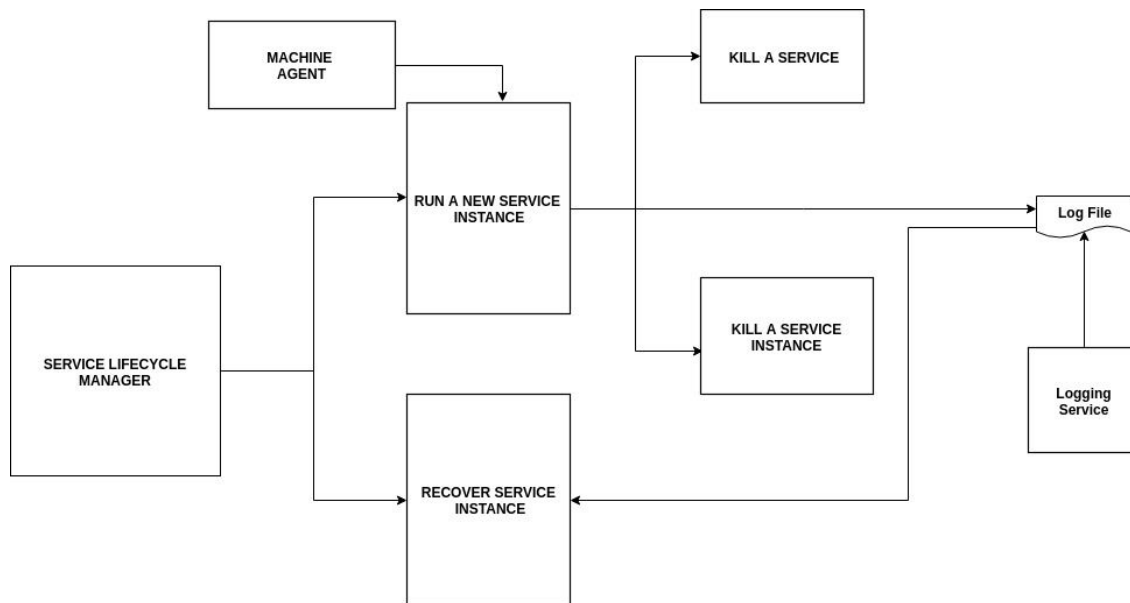 MACHINE
AGENT
KILL A SERVICE
RUN A NEW SERVICE
INSTANCE
Log File
KILL A SERVICE
INSTANCE
SERVICE LIFECYCLE
MANAGER
Logging
Service
RECOVER SERVICE
INSTANCE